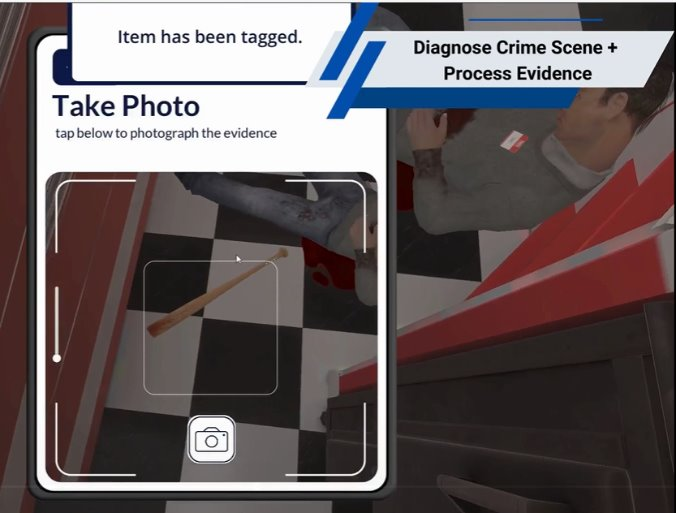 Item has been tagged.
Diagnose Crime Scene +
Process Evidence
Take Photo
tap below to photograph the evidence